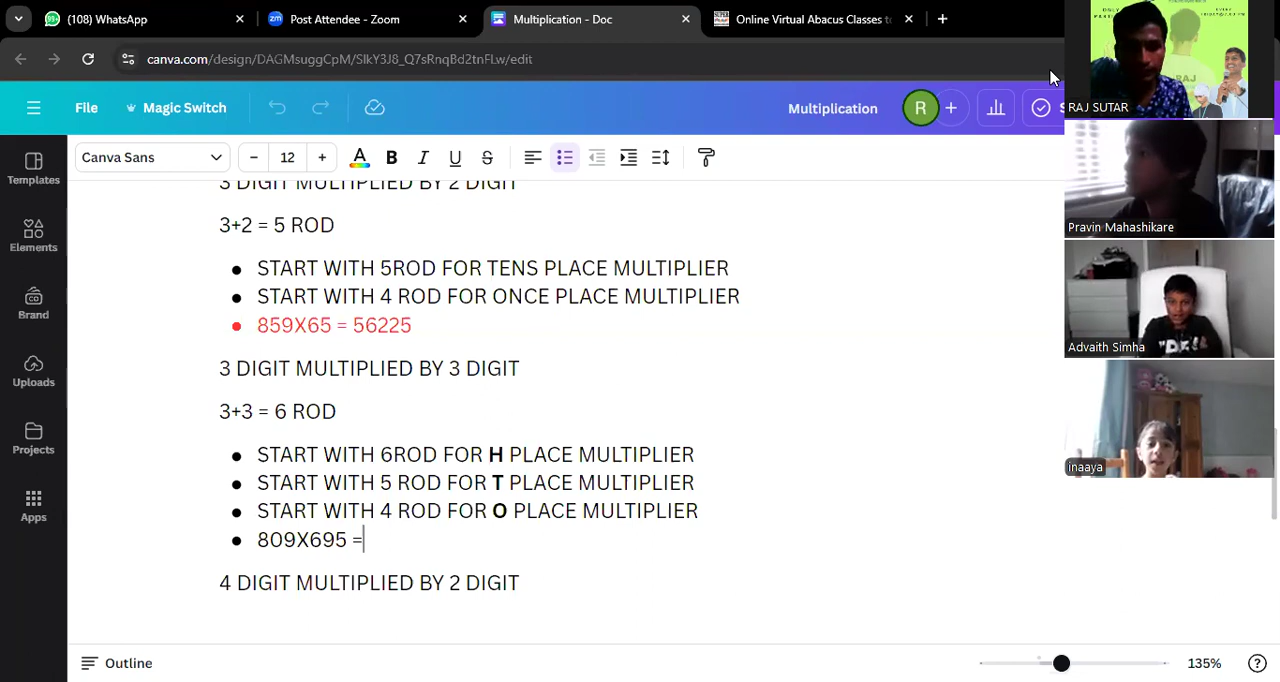 (108) WhatsApp
Post Attendee - Zoom
Multiplication - Doc
Online Virtual Abacus Classes to
canva.com/design/DAGMsuggCpM/SlkY3J8_Q7sRnqBd2tnFLw/edit
File
Magic Switch
Multiplication
R
Canva Sans
12
A
B
I
U
S
Templates
Elements
Brand
Uploads
Projects
Apps
3 DIGIT MULTIPLIED BY 2 DIGIT
3+2 = 5 ROD
START WITH 5ROD FOR TENS PLACE MULTIPLIER
START WITH 4 ROD FOR ONCE PLACE MULTIPLIER
859X65 = 56225
3 DIGIT MULTIPLIED BY 3 DIGIT
3+3 = 6 ROD
START WITH 6ROD FOR H PLACE MULTIPLIER
START WITH 5 ROD FOR T PLACE MULTIPLIER
START WITH 4 ROD FOR O PLACE MULTIPLIER
809X695 =
4 DIGIT MULTIPLIED BY 2 DIGIT
Outline
135%
RAJ
RAJ SUTAR
Pravin Mahashikare
Advaith Simha
inaaya